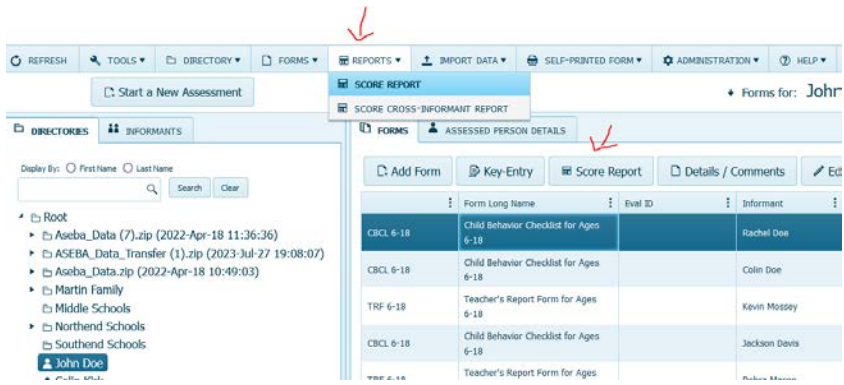 REFRESH TOOLS DIRECTORY FORMS REPORTS IMPORT DATA SELF-PRINTED FORM ADMINISTRATION HELP
SCORE REPORT
SCORE CROSS-INFORMANT REPORT
Start a New Assessment
Forms for: John
DIRECTORIES INFORMANTS
FORMS ASSESSED PERSON DETAILS
Display By: First Name Last Name
Search Clear
Add Form Key-Entry Score Report Details / Comments Ed
Form Long Name Eval ID Informant
Root
Aseba_Data (7).zip (2022-Apr-18 11:36:36)
ASEBA_Data_Transfer (1).zip (2023-Jul-27 19:08:07)
Aseba_Data.zip (2022-Apr-18 10:49:03)
Martin Family
Middle Schools
Northend Schools
Southend Schools
John Doe
Colin Kirk
CBCL 6-18 Child Behavior Checklist for Ages 6-18 Rachel Doe
CBCL 6-18 Child Behavior Checklist for Ages 6-18 Colin Doe
TRF 6-18 Teacher's Report Form for Ages 6-18 Kevin Mossey
CBCL 6-18 Child Behavior Checklist for Ages 6-18 Jackson Davis
TRF 6-18 Teacher's Report Form for Ages